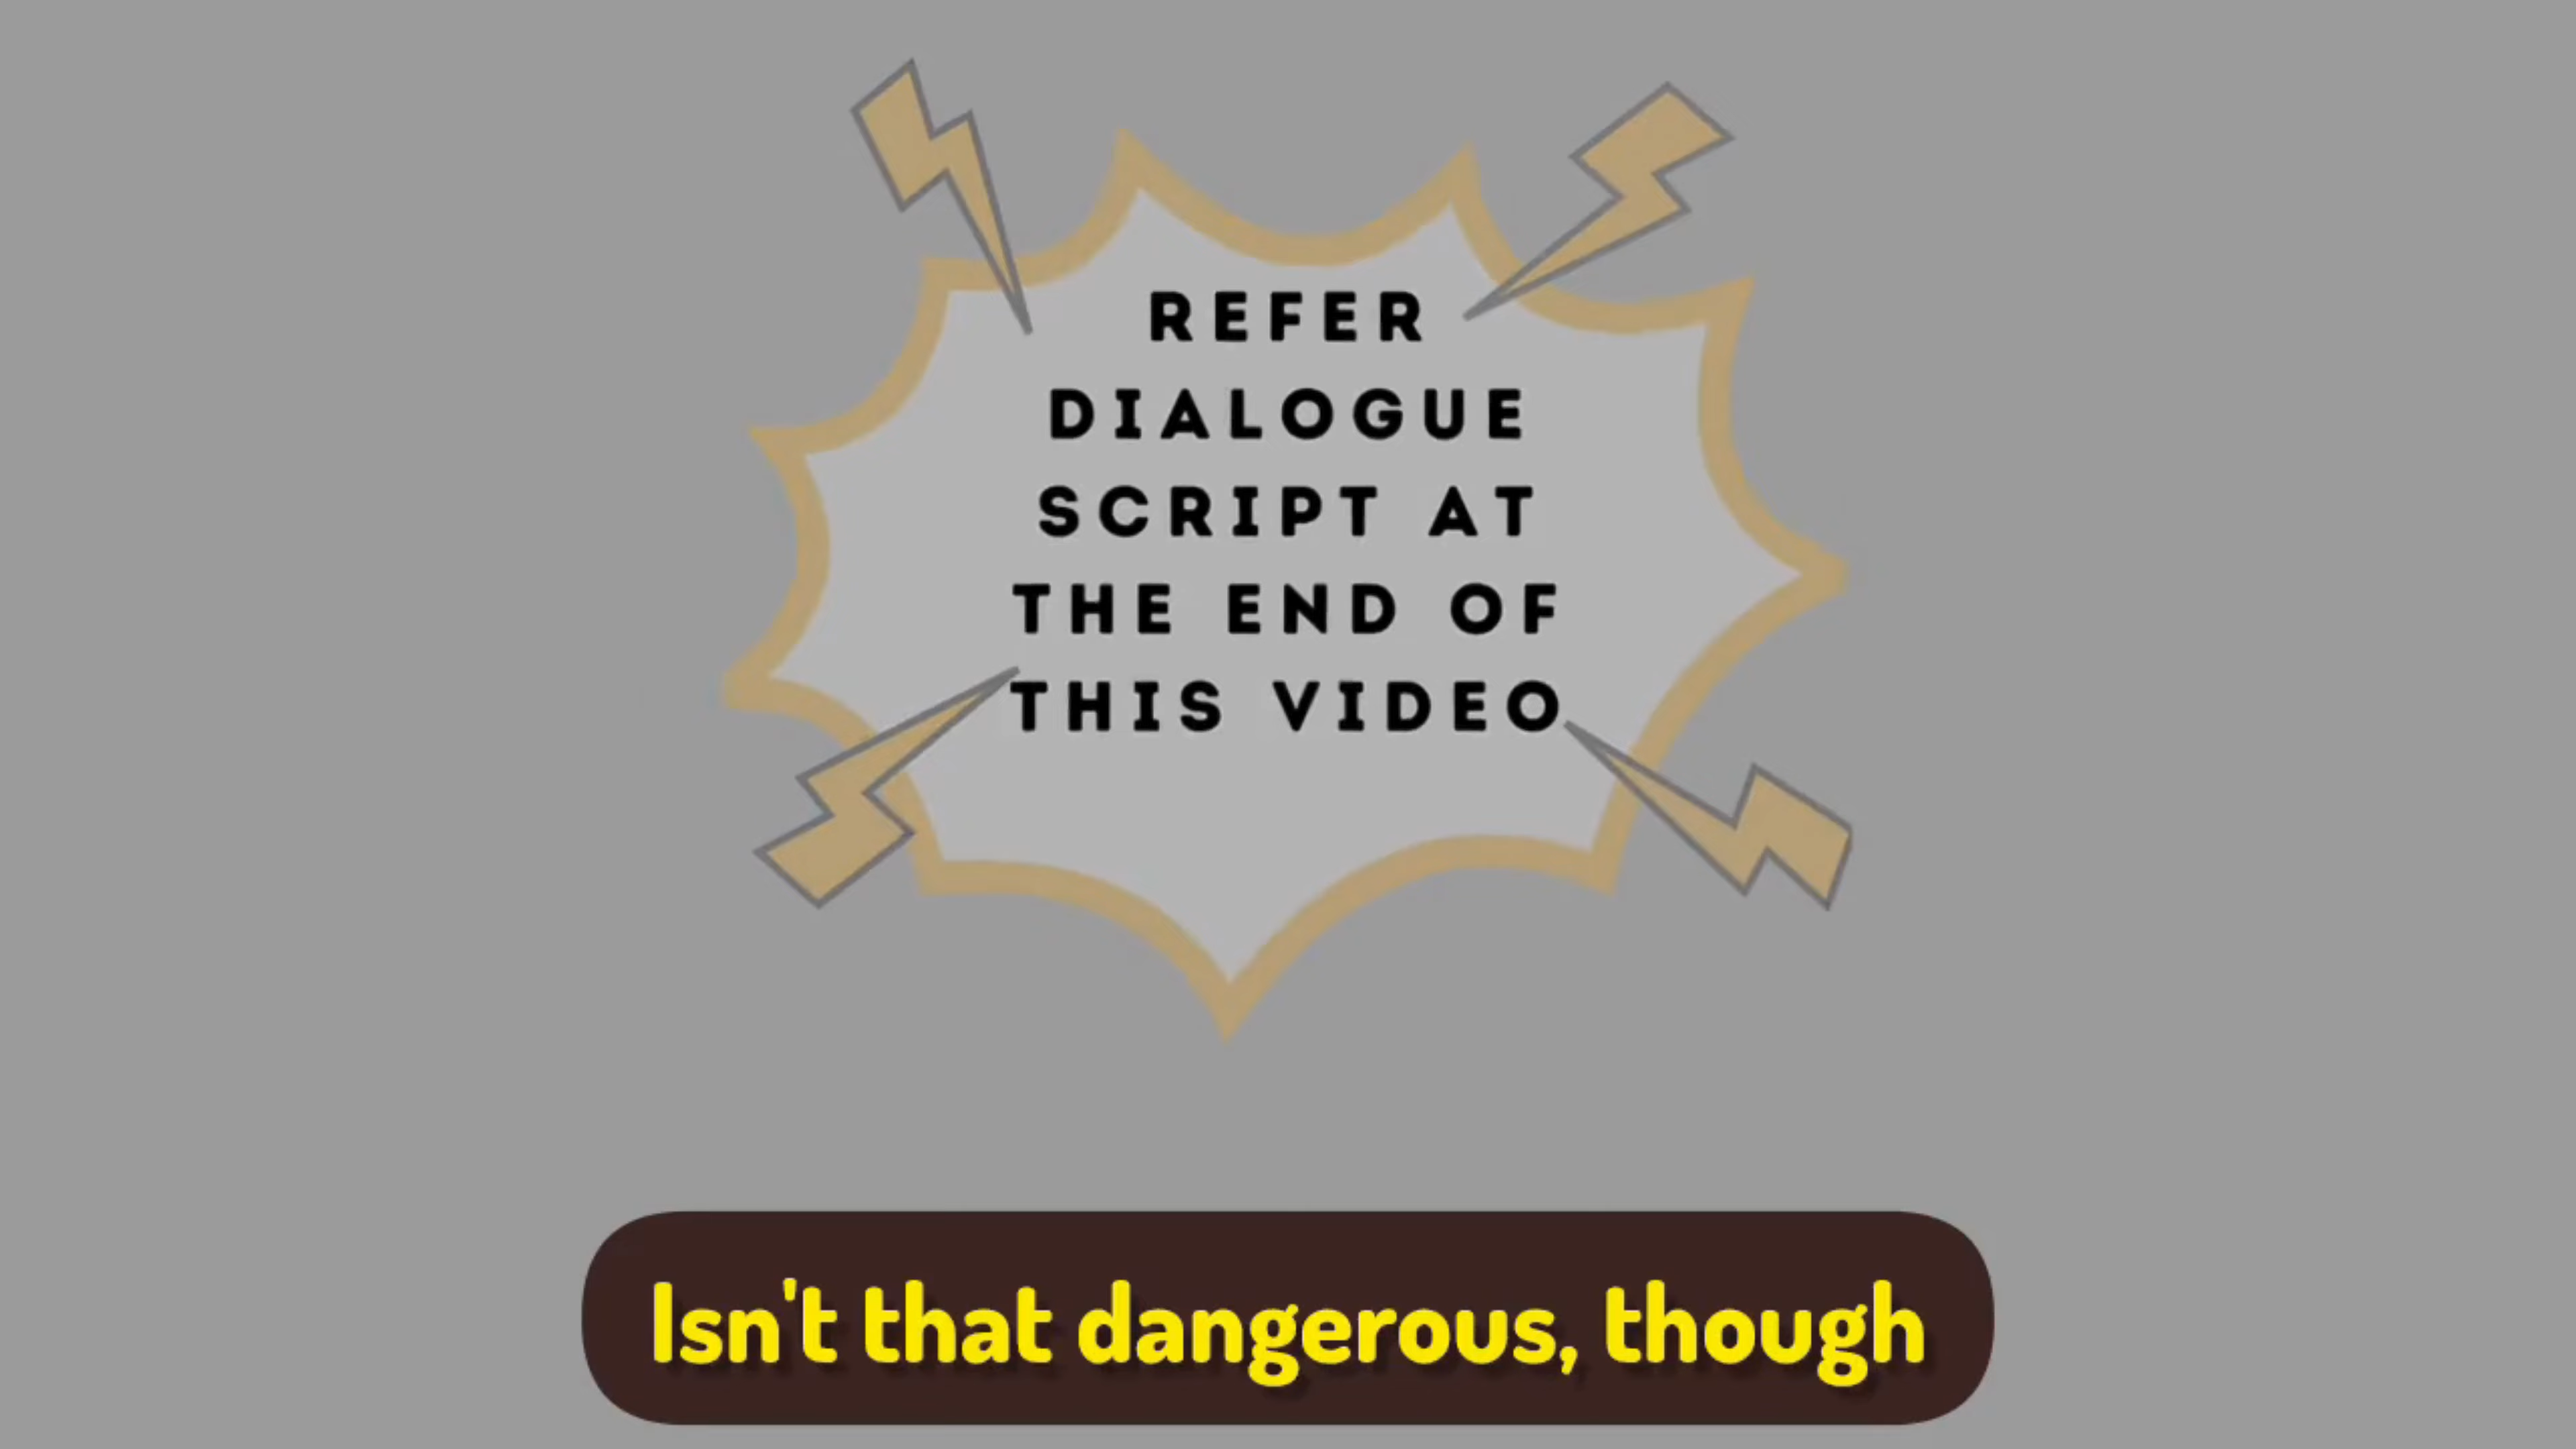 REFER
DIALOGUE
SCRIPT AT
THE END OF
THIS VIDEO
Isn't that dangerous, though